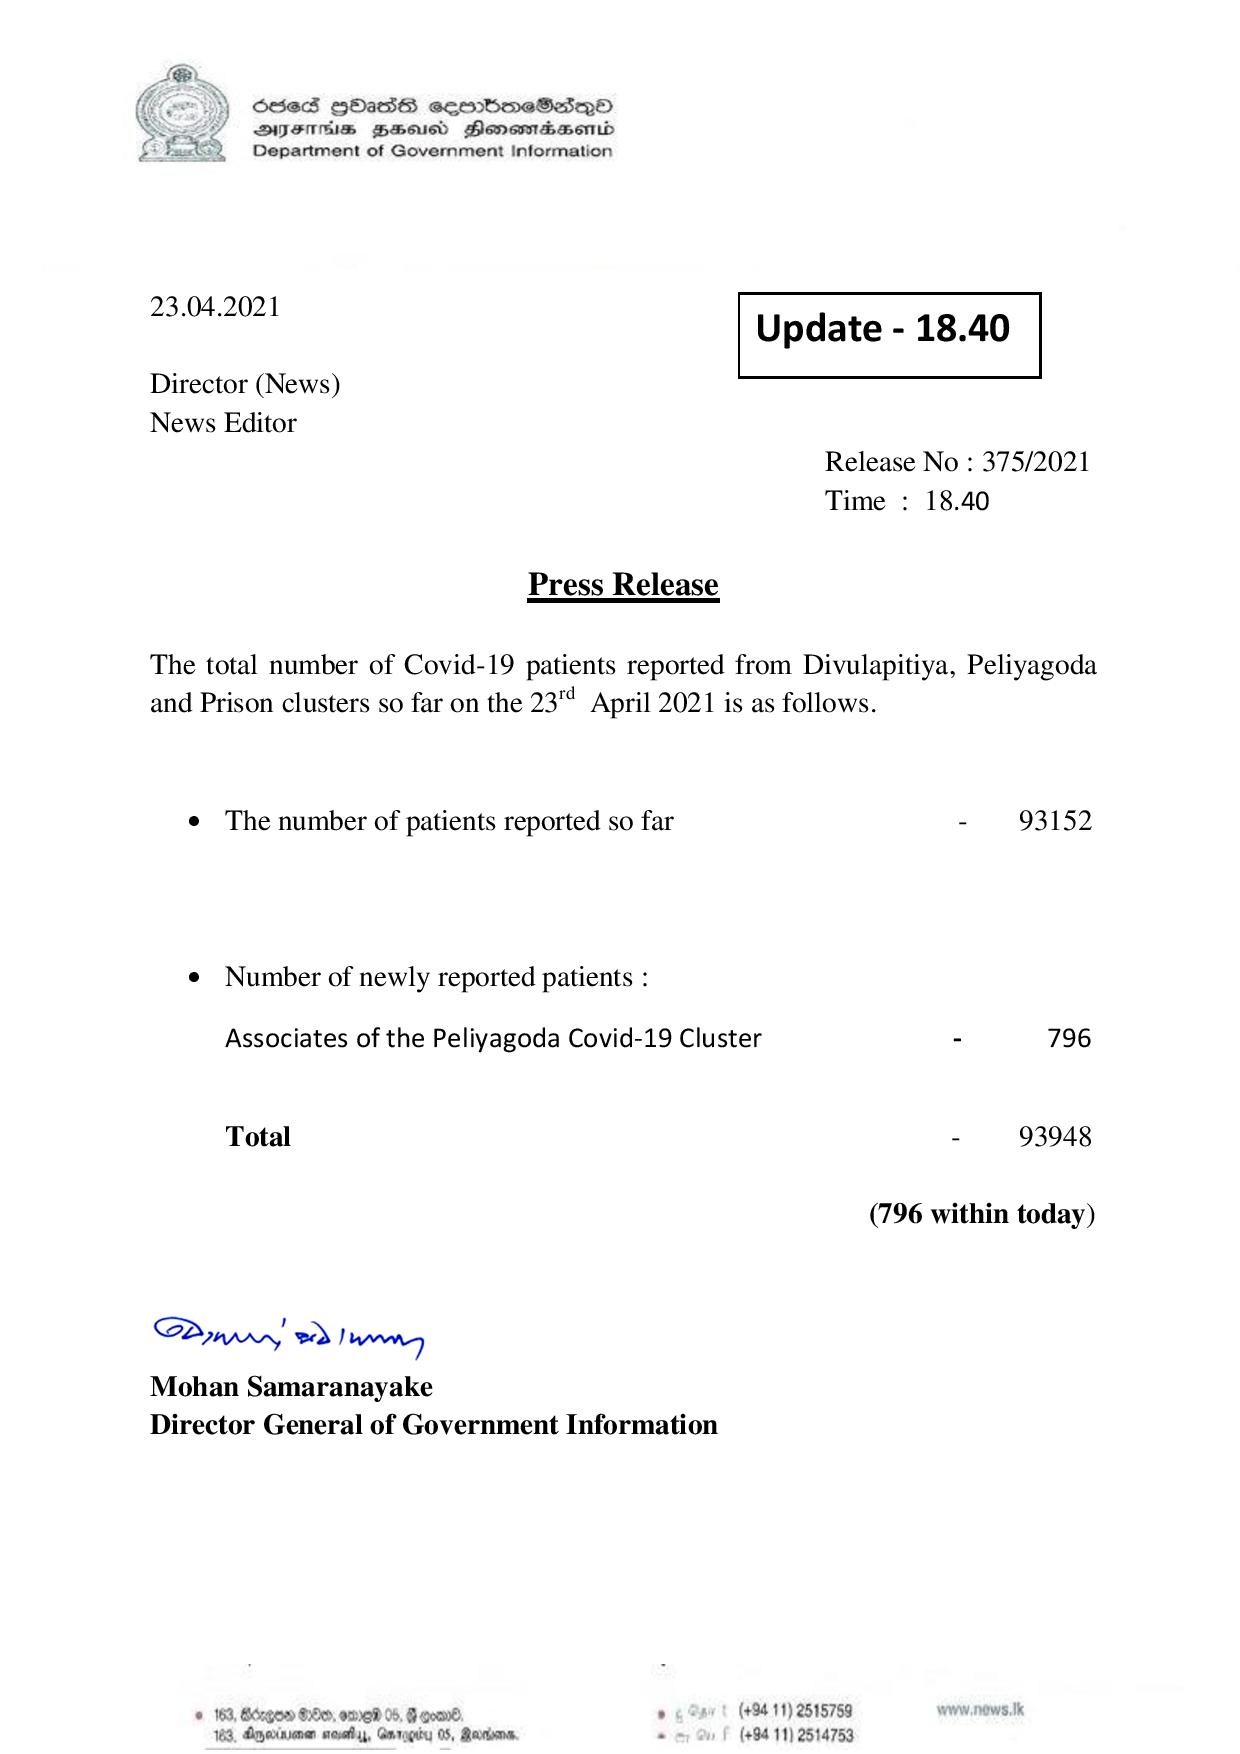 රජයේ ප්‍රවෘත්ති දෙපාර්තමේන්තුව
அரசாங்க தகவல் திணைக்களம்
Department of Government Information
23.04.2021
Update - 18.40
Director (News)
News Editor
Release No : 375/2021
Time : 18.40
Press Release
The total number of Covid-19 patients reported from Divulapitiya, Peliyagoda
and Prison clusters so far on the 23rd April 2021 is as follows.
• The number of patients reported so far - 93152
• Number of newly reported patients :
Associates of the Peliyagoda Covid-19 Cluster - 796
Total - 93948
(796 within today)
Mohan Samaranayake
Director General of Government Information
163, කිරුලපන මාවත, කොළඹ 05, ශ්‍රී ලංකාව.
163, கிருலப்பனை எவனியூ, கொழும்பு 05, இலங்கை.
(+94 11) 2515759
(+94 11) 2514753
www.news.lk